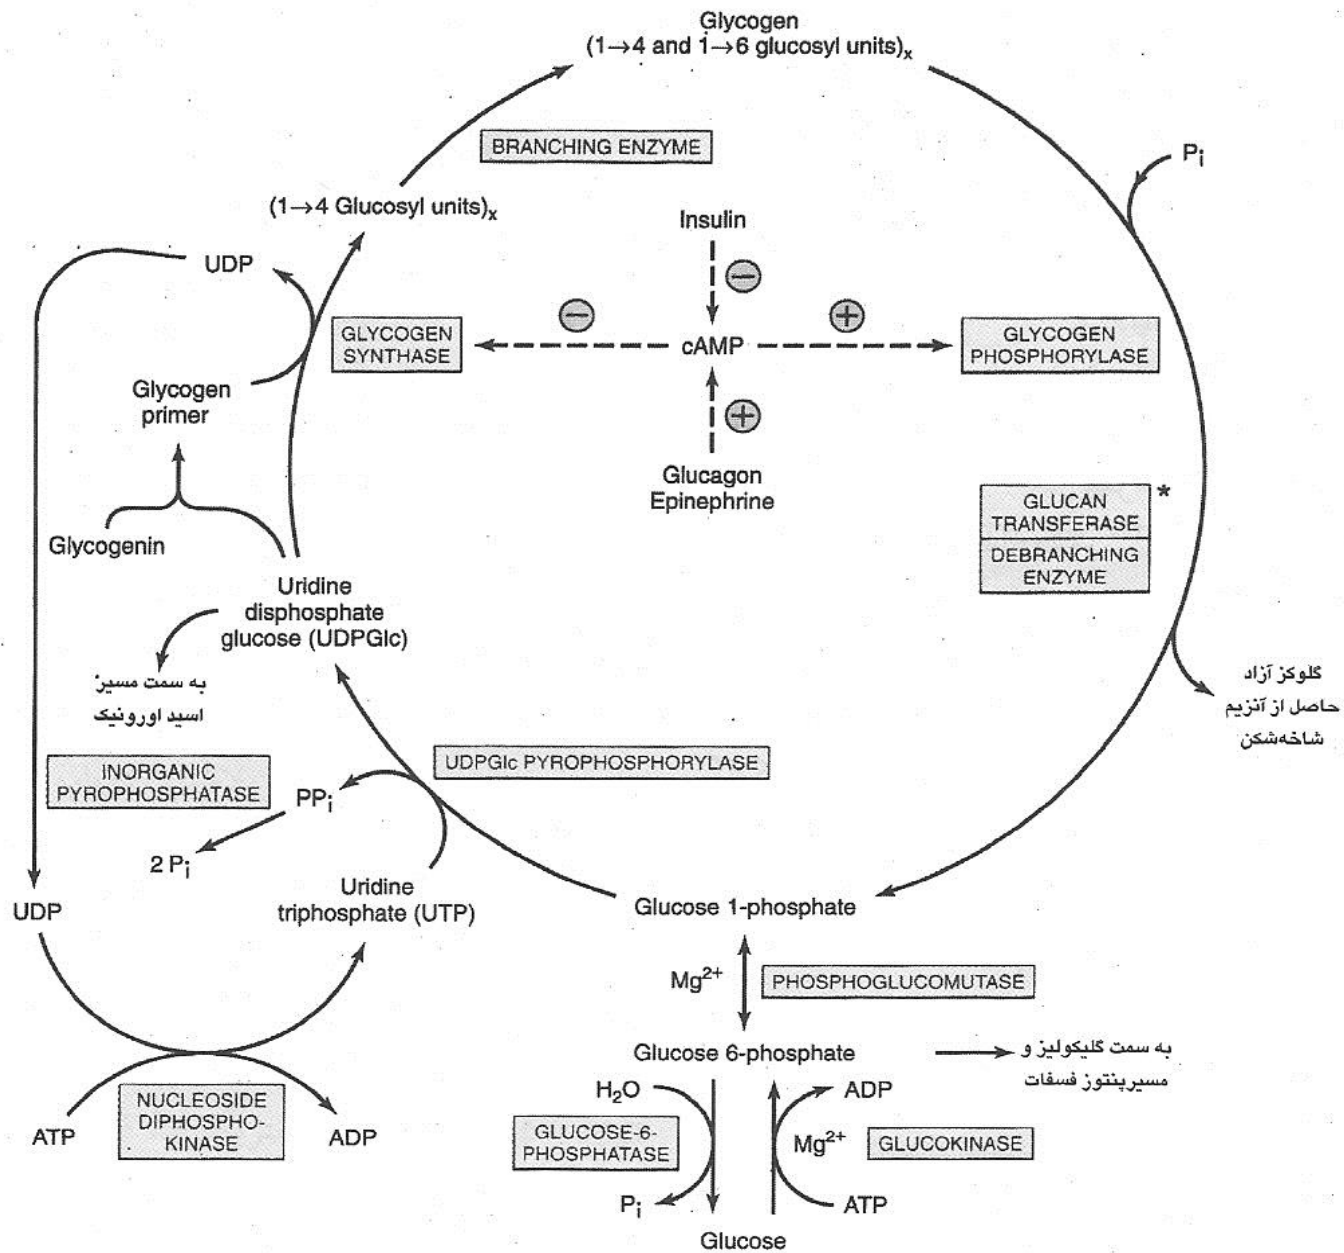 Glycogen
(1→4 and 1→6 glucosyl units)x
BRANCHING ENZYME
Pi
(1→4 Glucosyl units)x
Insulin
UDP
−
− +
GLYCOGEN
SYNTHASE
cAMP
GLYCOGEN
PHOSPHORYLASE
Glycogen
primer
+
Glucagon
Epinephrine
GLUCAN
TRANSFERASE
*
DEBRANCHING
ENZYME
Glycogenin
Uridine
disphosphate
glucose (UDPGlc)
به سمت مسیر
اسید اورونیک
گلوکز آزاد
حاصل از آنزیم
شاخه‌شکن
INORGANIC
PYROPHOSPHATASE
UDPGlc PYROPHOSPHORYLASE
PPi
2 Pi
UDP
Uridine
triphosphate (UTP)
Glucose 1-phosphate
Mg2+
PHOSPHOGLUCOMUTASE
Glucose 6-phosphate
به سمت گلیکولیز و
مسیرپنتوز فسفات
NUCLEOSIDE
DIPHOSPHO-
KINASE
ATP
ADP
H2O
ADP
GLUCOSE-6-
PHOSPHATASE
Mg2+
GLUCOKINASE
Pi
ATP
Glucose